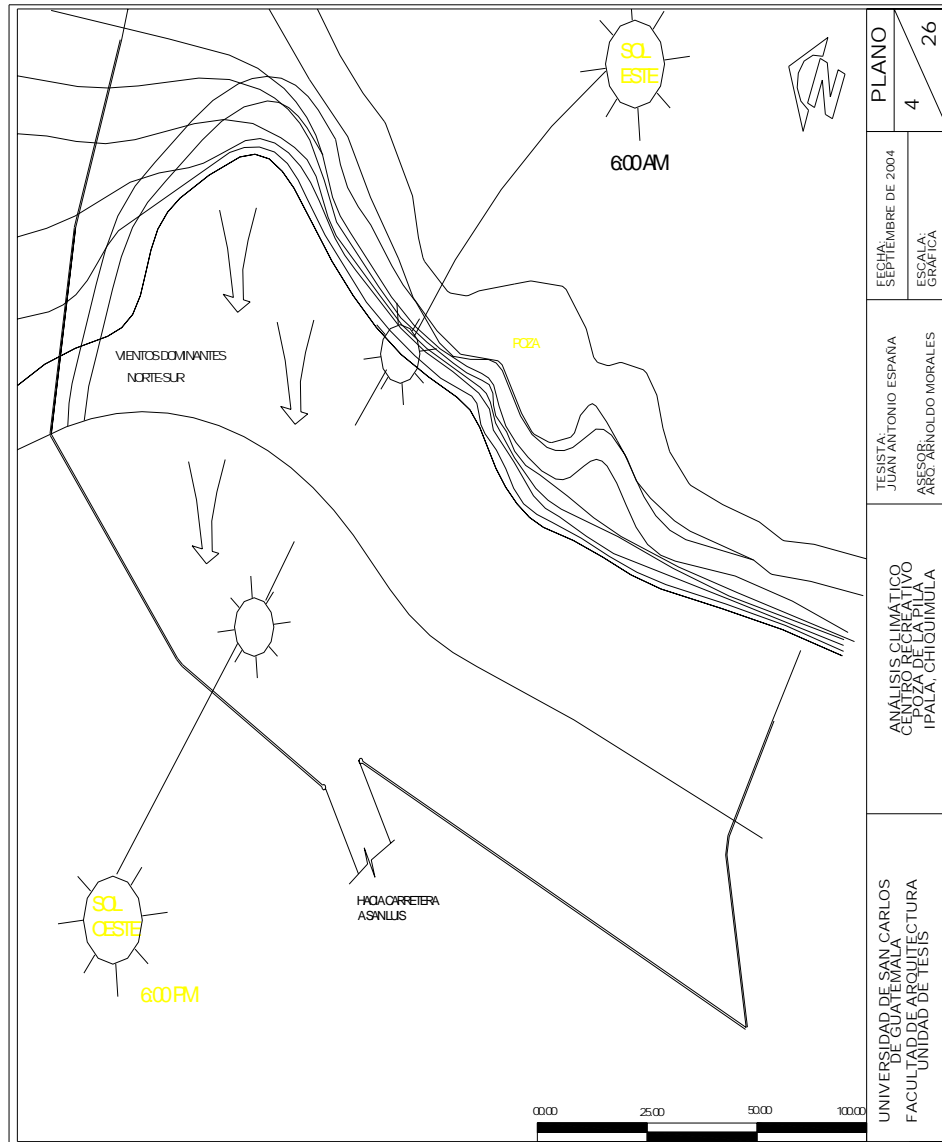 SOL
ESTE
6:00 AM
N
VIENTOS DOMINANTES
NORTE-SUR
POZA
SOL
OESTE
6:00 PM
HACIA CARRETERA
A SAN LUIS
00.00 25.00 50.00 100.00
PLANO
4
26
FECHA:
SEPTIEMBRE DE 2004
ESCALA:
GRÁFICA
TESISTA:
JUAN ANTONIO ESPAÑA
ASESOR:
ARQ. ARNOLDO MORALES
ANÁLISIS CLIMÁTICO
CENTRO RECREATIVO
POZA DE LA PILA
IPALA, CHIQUIMULA
UNIVERSIDAD DE SAN CARLOS
DE GUATEMALA
FACULTAD DE ARQUITECTURA
UNIDAD DE TESIS